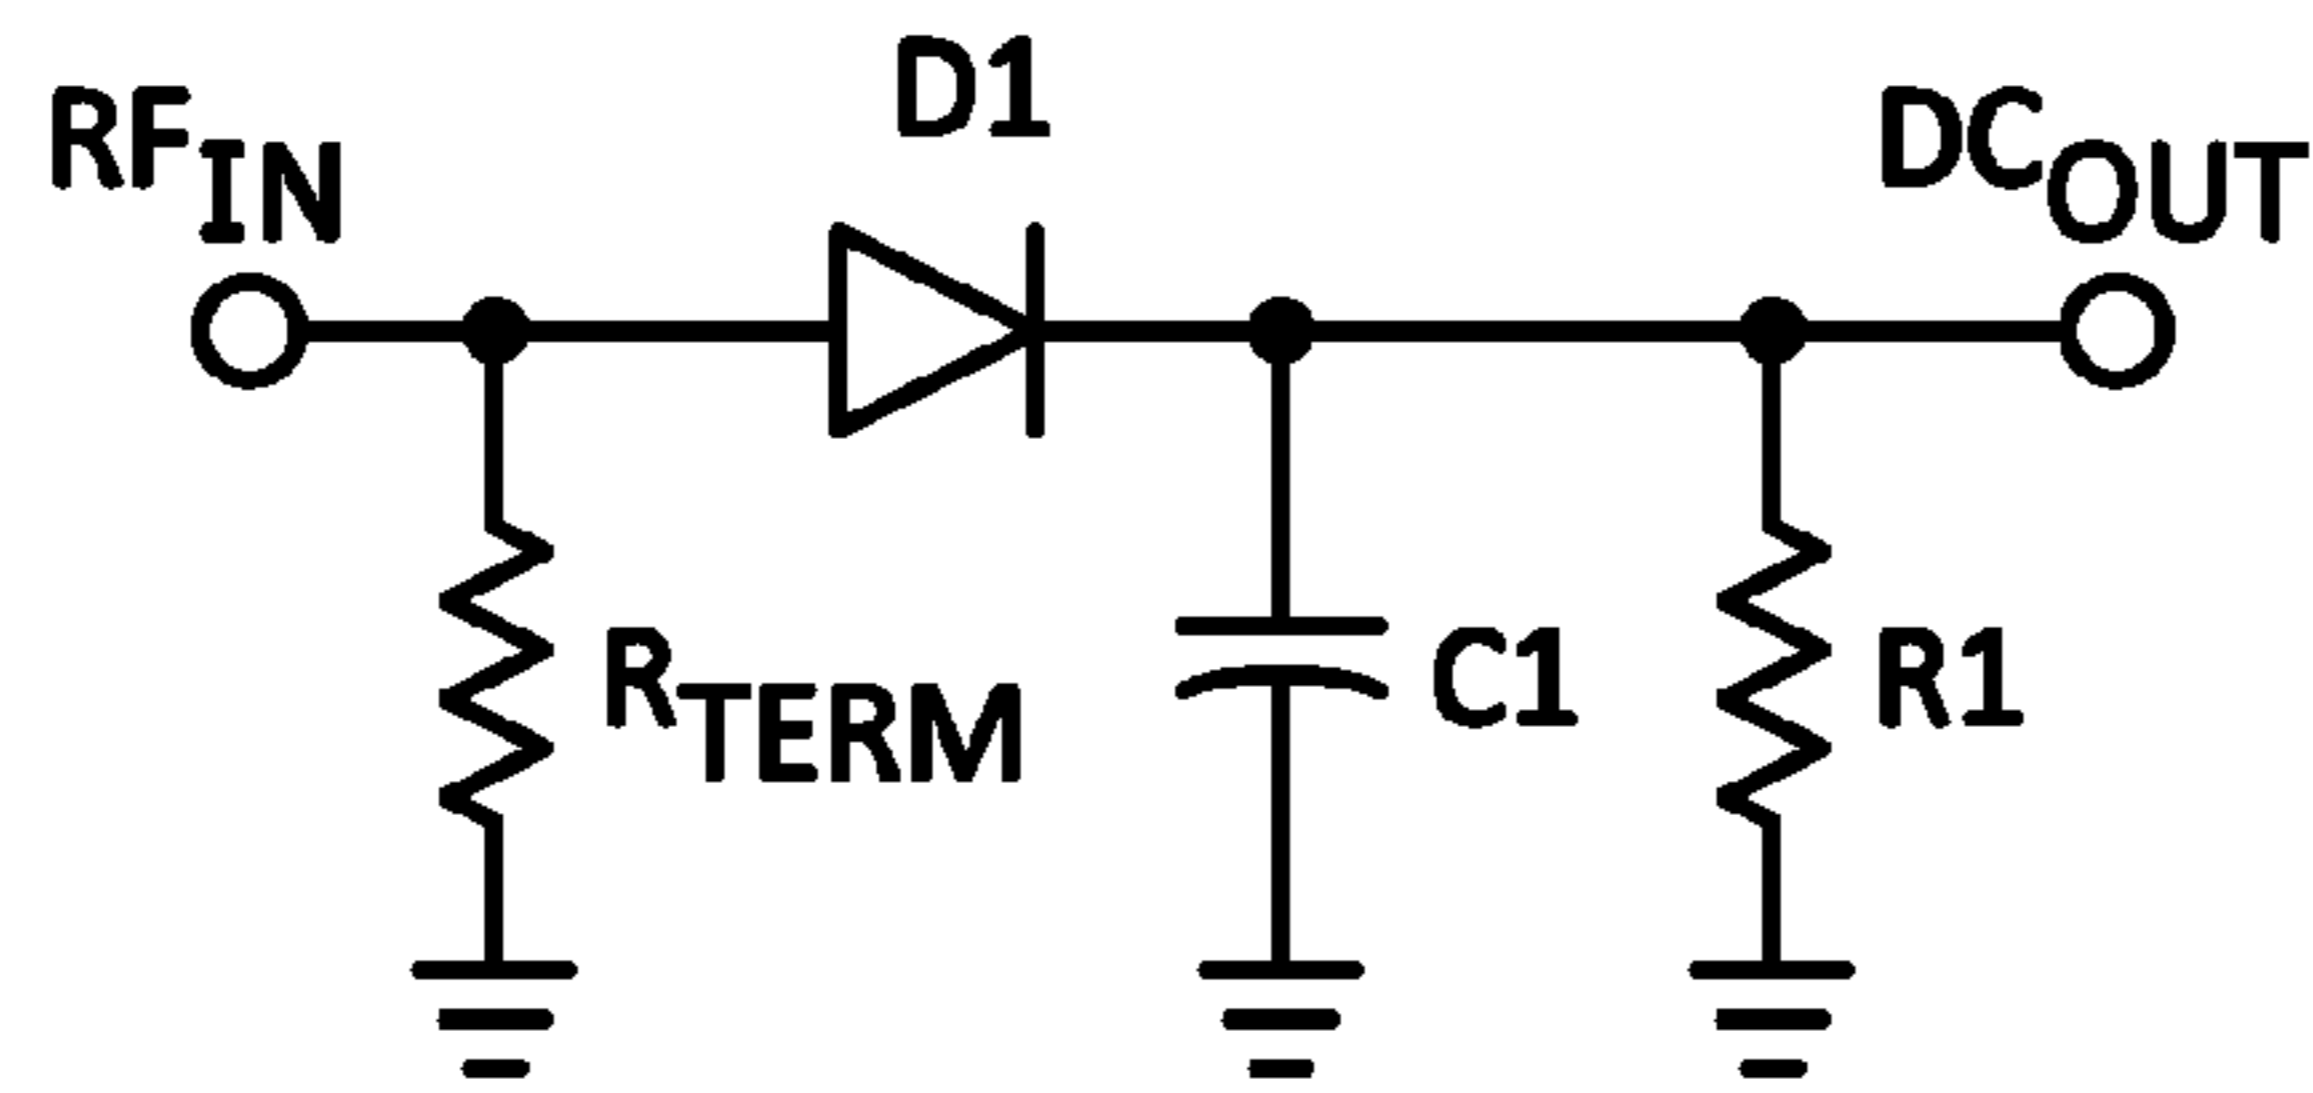 D1
RFIN
DCOUT
RTERM
C1
R1